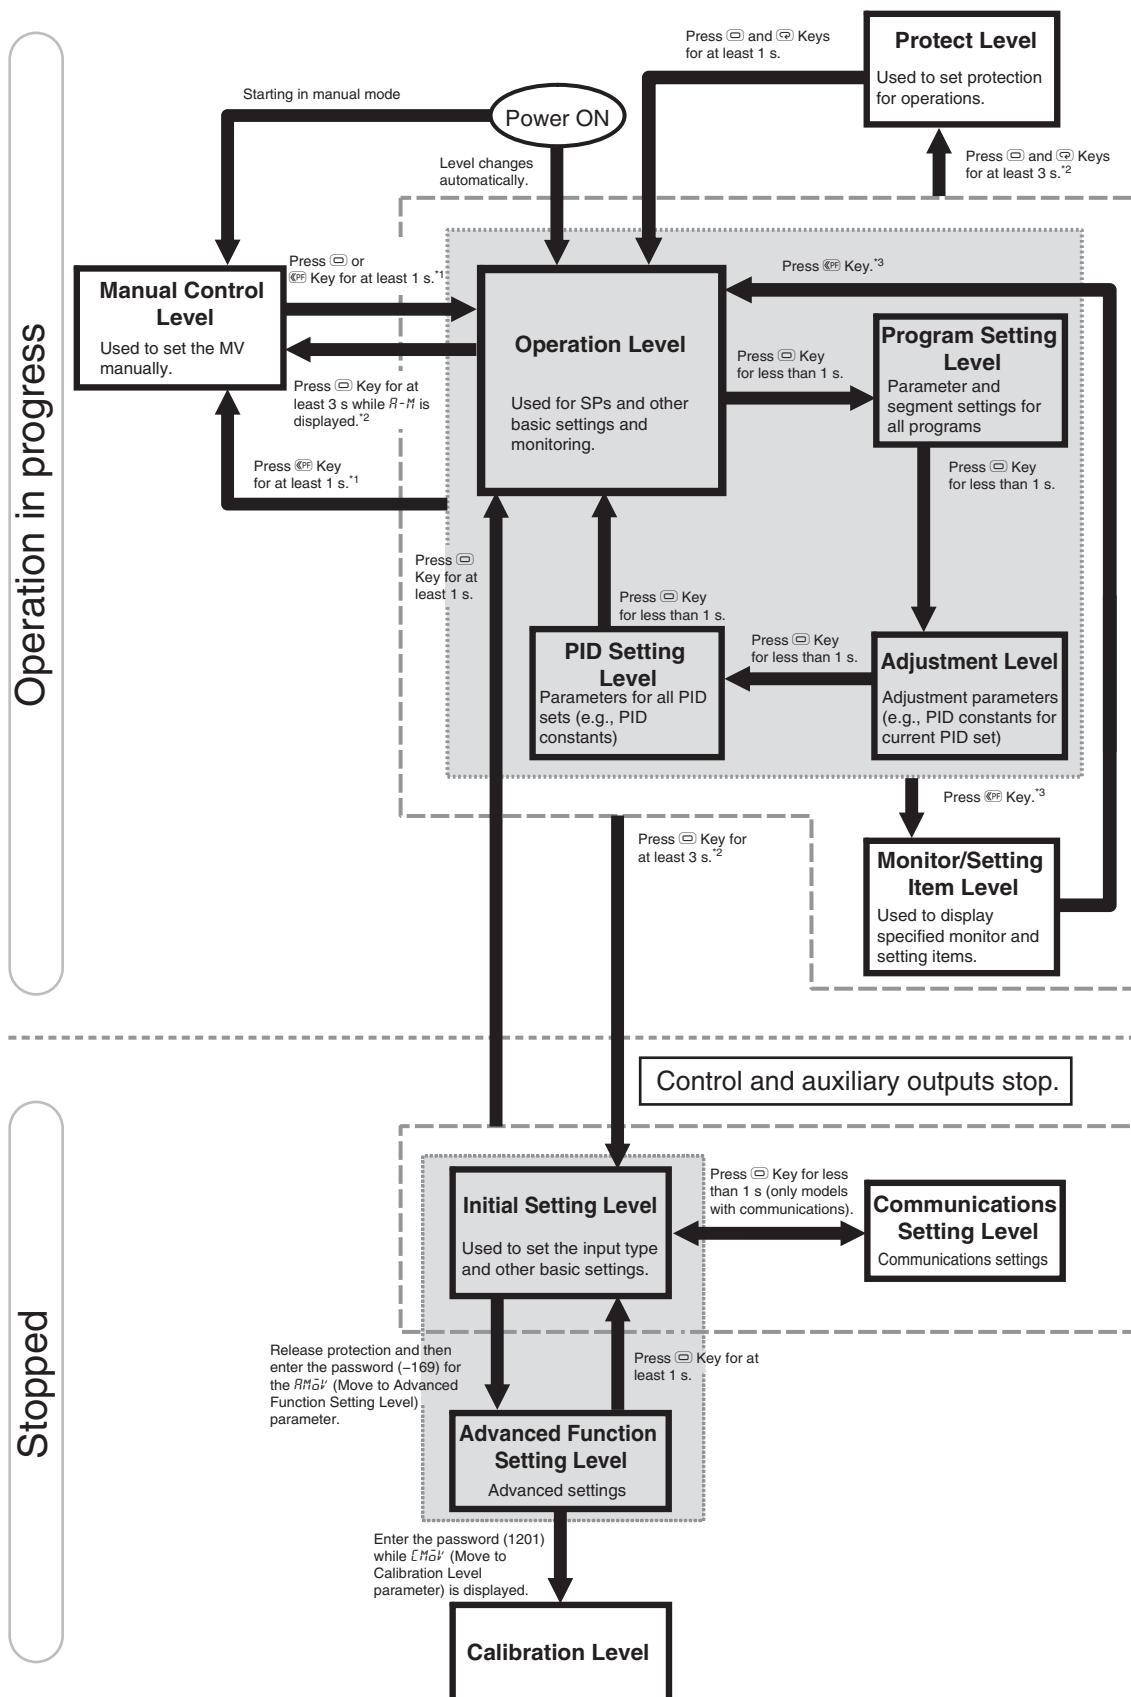 Operation in progress
Stopped
Starting in manual mode
Power ON
Level changes
automatically.
Press and Keys
for at least 1 s.
Protect Level
Used to set protection
for operations.
Press and Keys
for at least 3 s.*2
Manual Control
Level
Used to set the MV
manually.
Press or
PF Key for at least 1 s.*1
Press Key for at
least 3 s while A-M is
displayed.*2
Press PF Key
for at least 1 s.*1
Operation Level
Used for SPs and other
basic settings and
monitoring.
Press PF Key.*3
Press Key
for less than 1 s.
Program Setting
Level
Parameter and
segment settings for
all programs
Press Key
for less than 1 s.
Adjustment Level
Adjustment parameters
(e.g., PID constants for
current PID set)
Press Key
for less than 1 s.
PID Setting
Level
Parameters for all PID
sets (e.g., PID
constants)
Press Key
for less than 1 s.
Press
Key for at
least 1 s.
Press PF Key.*3
Monitor/Setting
Item Level
Used to display
specified monitor and
setting items.
Press Key for
at least 3 s.*2
Control and auxiliary outputs stop.
Initial Setting Level
Used to set the input type
and other basic settings.
Press Key for less
than 1 s (only models
with communications).
Communications
Setting Level
Communications settings
Release protection and then
enter the password (−169) for
the AMOV (Move to Advanced
Function Setting Level)
parameter.
Press Key for at
least 1 s.
Advanced Function
Setting Level
Advanced settings
Enter the password (1201)
while CMOV (Move to
Calibration Level
parameter) is displayed.
Calibration Level